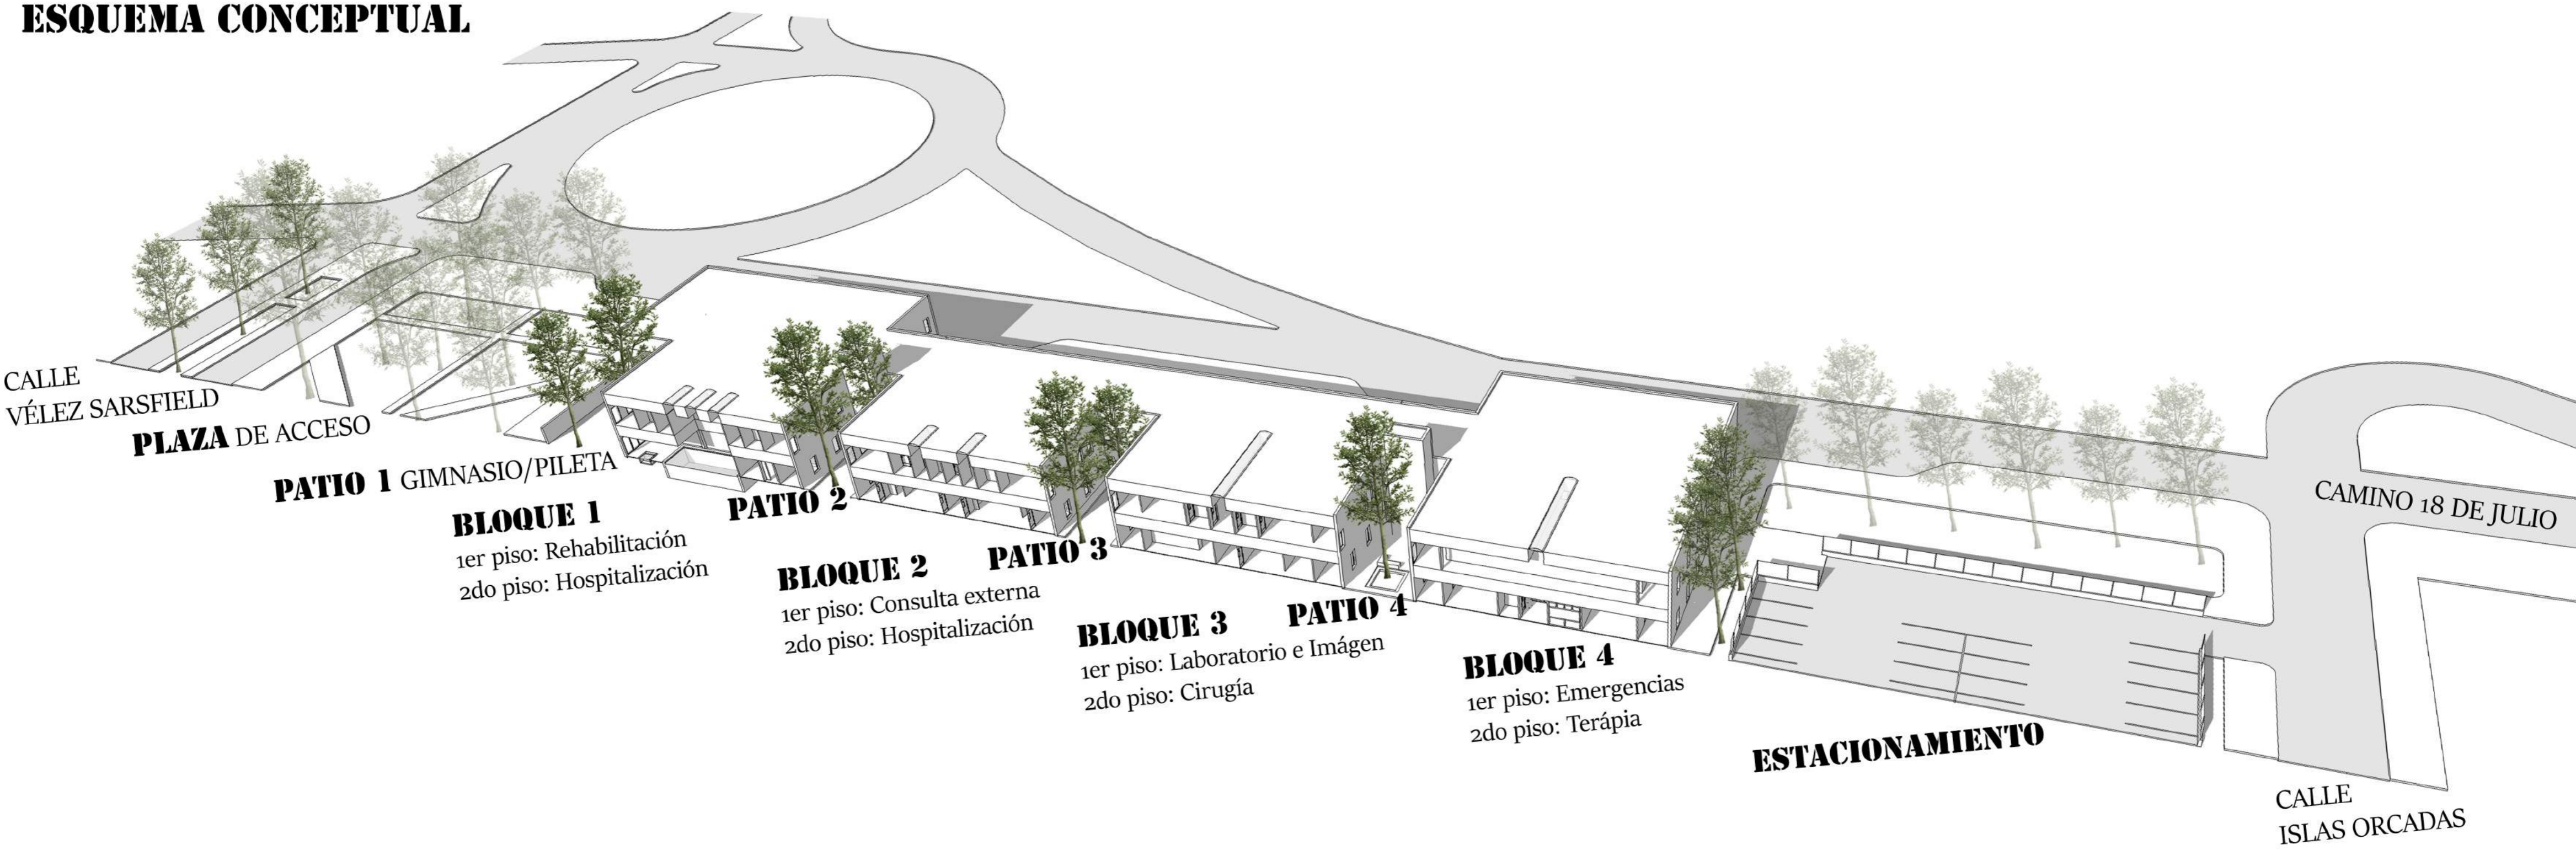 ESQUEMA CONCEPTUAL
CALLE
VÉLEZ SARSFIELD
PLAZA DE ACCESO
PATIO 1 GIMNASIO/PILETA
BLOQUE 1
1er piso: Rehabilitación
2do piso: Hospitalización
PATIO 2
BLOQUE 2
1er piso: Consulta externa
2do piso: Hospitalización
PATIO 3
BLOQUE 3
1er piso: Laboratorio e Imágen
2do piso: Cirugía
PATIO 4
BLOQUE 4
1er piso: Emergencias
2do piso: Terápia
ESTACIONAMIENTO
CAMINO 18 DE JULIO
CALLE
ISLAS ORCADAS